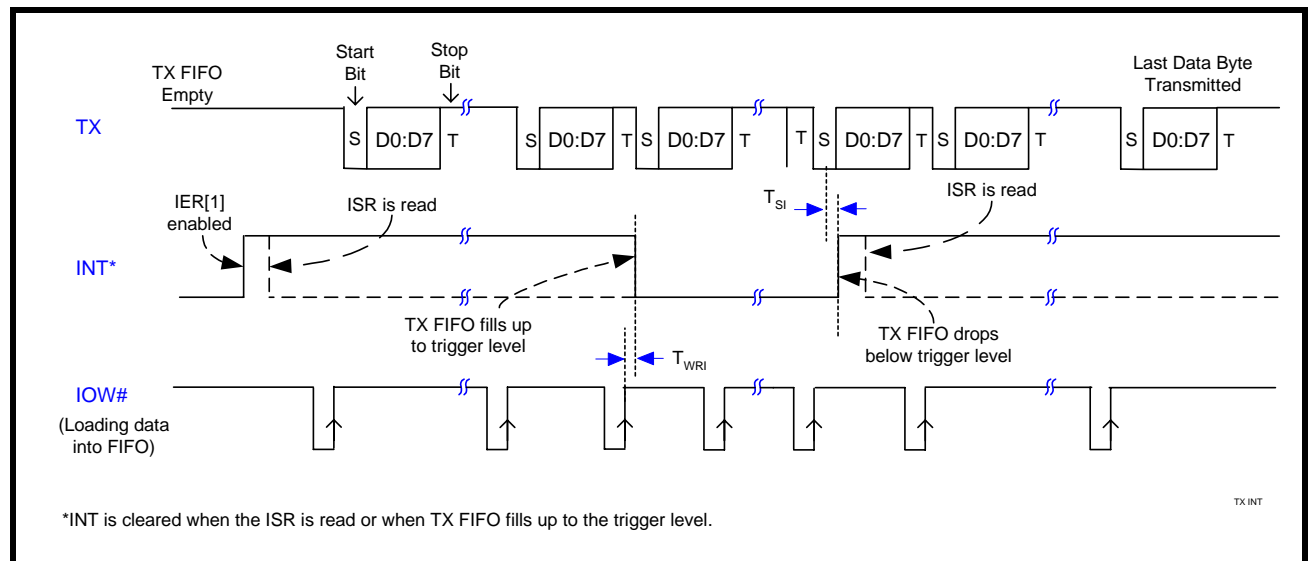 TX FIFO
Empty
Start
Bit
Stop
Bit
Last Data Byte
Transmitted
TX
S D0:D7 T S D0:D7 T S D0:D7 T T S D0:D7 T S D0:D7 T S D0:D7 T
IER[1]
enabled
ISR is read
TSI
ISR is read
INT*
TX FIFO fills up
to trigger level
TX FIFO drops
below trigger level
TWRI
IOW#
(Loading data
into FIFO)
TX INT
*INT is cleared when the ISR is read or when TX FIFO fills up to the trigger level.